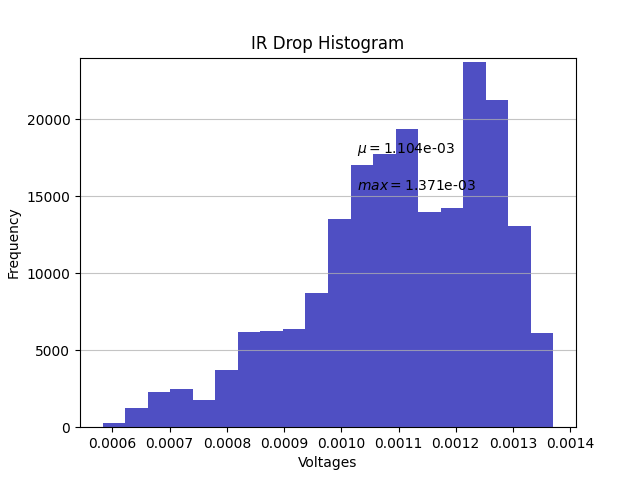 IR Drop Histogram
20000
15000
10000
5000
0
Frequency
μ = 1.104e-03
max = 1.371e-03
0.0006 0.0007 0.0008 0.0009 0.0010 0.0011 0.0012 0.0013 0.0014
Voltages